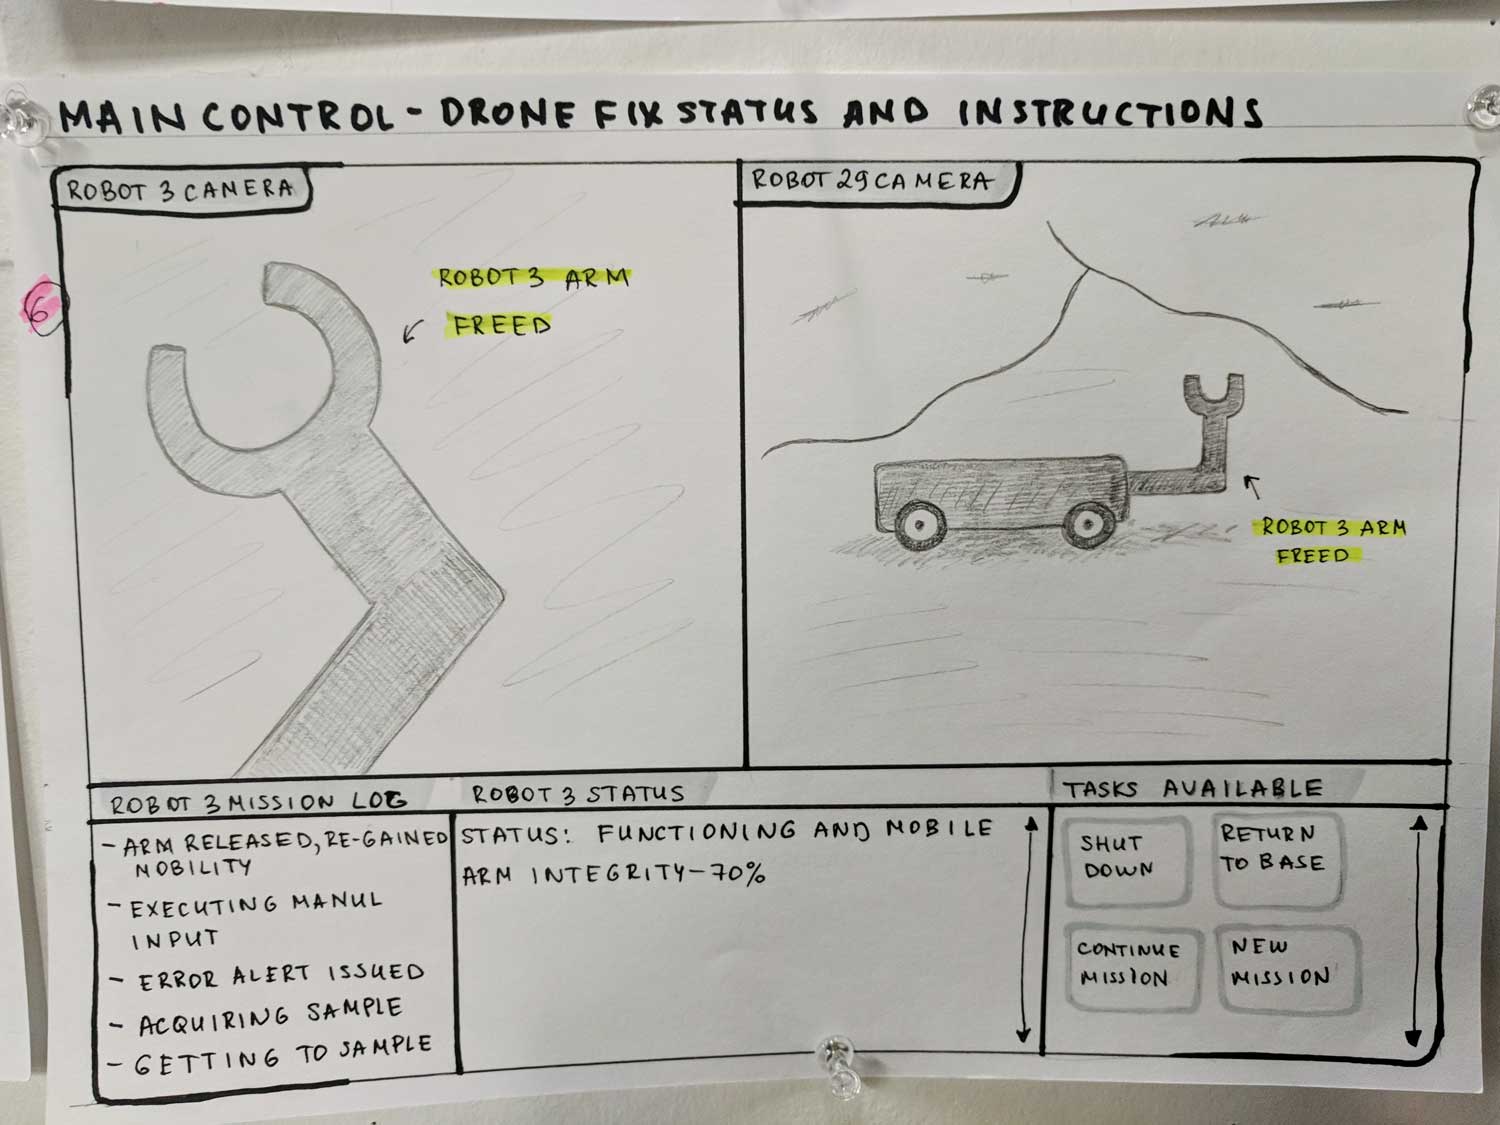 MAIN CONTROL - DRONE FIX STATUS AND INSTRUCTIONS
ROBOT 3 CANERA
ROBOT 3 ARM
FREED
6
ROBOT 29 CAMERA
ROBOT 3 ARM
FREED
ROBOT 3 MISSION LOG
- ARM RELEASED, RE-GAINED
MOBILITY
- EXECUTING MANUL
INPUT
- ERROR ALERT ISSUED
- ACQUIRING SAMPLE
- GETTING TO SAMPLE
ROBOT 3 STATUS
STATUS: FUNCTIONING AND MOBILE
ARM INTEGRITY - 70%
TASKS AVAILABLE
SHUT
DOWN
RETURN
TO BASE
CONTINUE
MISSION
NEW
MISSION